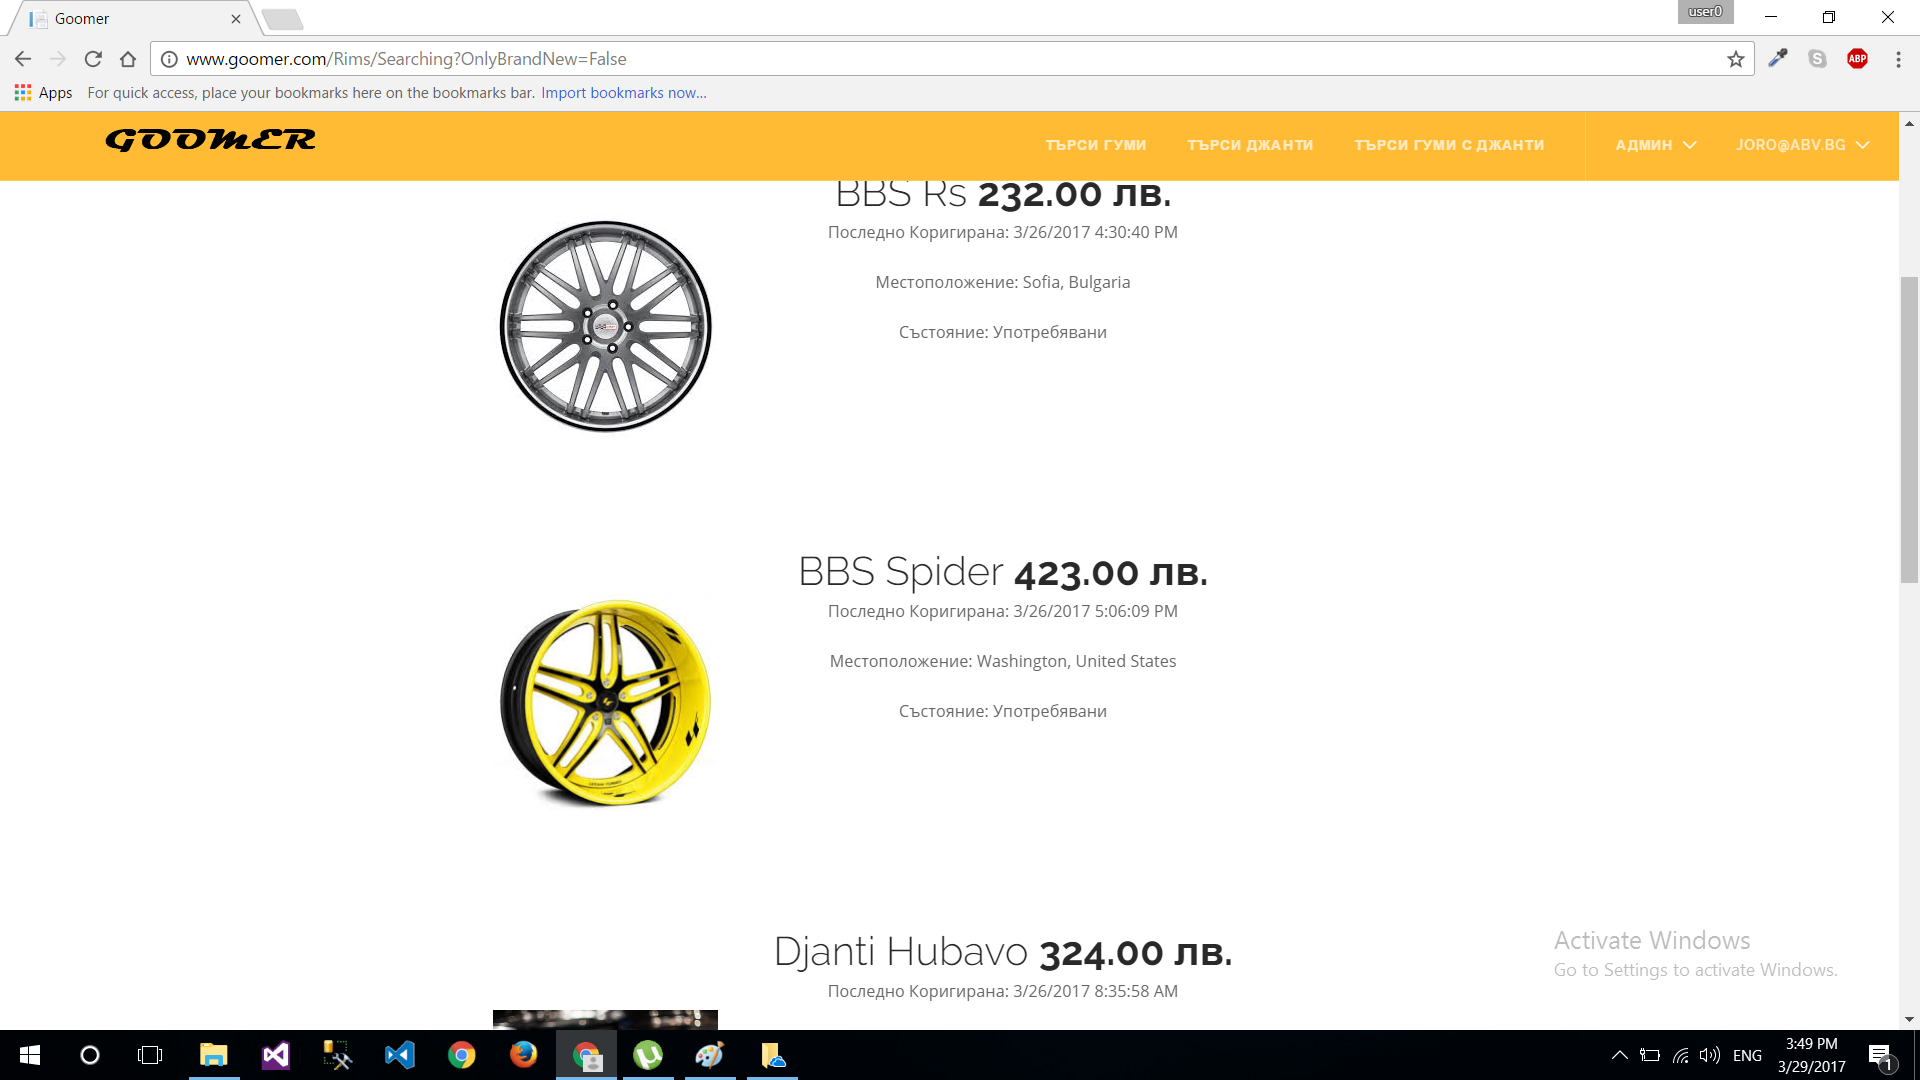 Goomer
user0
www.goomer.com/Rims/Searching?OnlyBrandNew=False
ABP
Apps
For quick access, place your bookmarks here on the bookmarks bar. Import bookmarks now...
GOOMER
ТЪРСИ ГУМИ
ТЪРСИ ДЖАНТИ
ТЪРСИ ГУМИ С ДЖАНТИ
АДМИН
JORO@ABV.BG
BBS Rs 232.00 лв.
Последно Коригирана: 3/26/2017 4:30:40 PM
Местоположение: Sofia, Bulgaria
Състояние: Употребявани
BBS Spider 423.00 лв.
Последно Коригирана: 3/26/2017 5:06:09 PM
Местоположение: Washington, United States
Състояние: Употребявани
Djanti Hubavo 324.00 лв.
Последно Коригирана: 3/26/2017 8:35:58 AM
Activate Windows
Go to Settings to activate Windows.
ENG
3:49 PM
3/29/2017
1